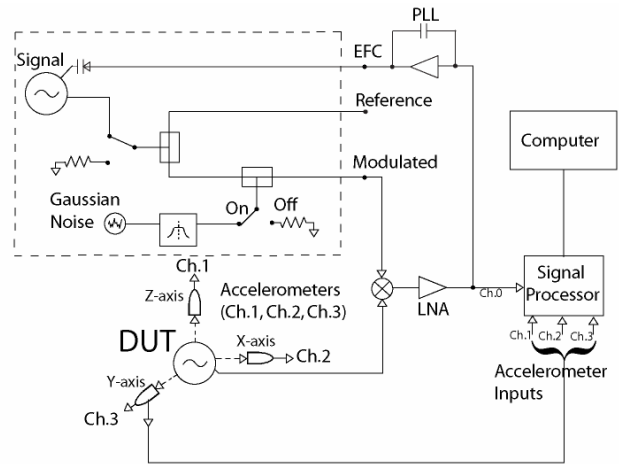 PLL
Signal
EFC
Reference
Computer
Modulated
Gaussian
Noise
On
Off
Ch.1
Z-axis
Accelerometers
(Ch.1, Ch.2, Ch.3)
LNA
Ch.0
Signal
Processor
DUT
X-axis
Ch.2
Ch.1
Ch.2
Ch.3
Y-axis
Ch.3
Accelerometer
Inputs